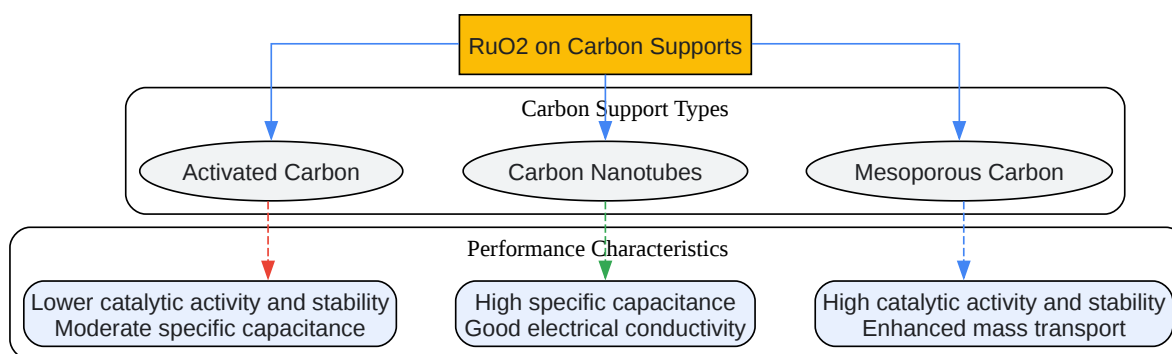 RuO2 on Carbon Supports
Carbon Support Types
Activated Carbon
Carbon Nanotubes
Mesoporous Carbon
Performance Characteristics
Lower catalytic activity and stability
Moderate specific capacitance
High specific capacitance
Good electrical conductivity
High catalytic activity and stability
Enhanced mass transport